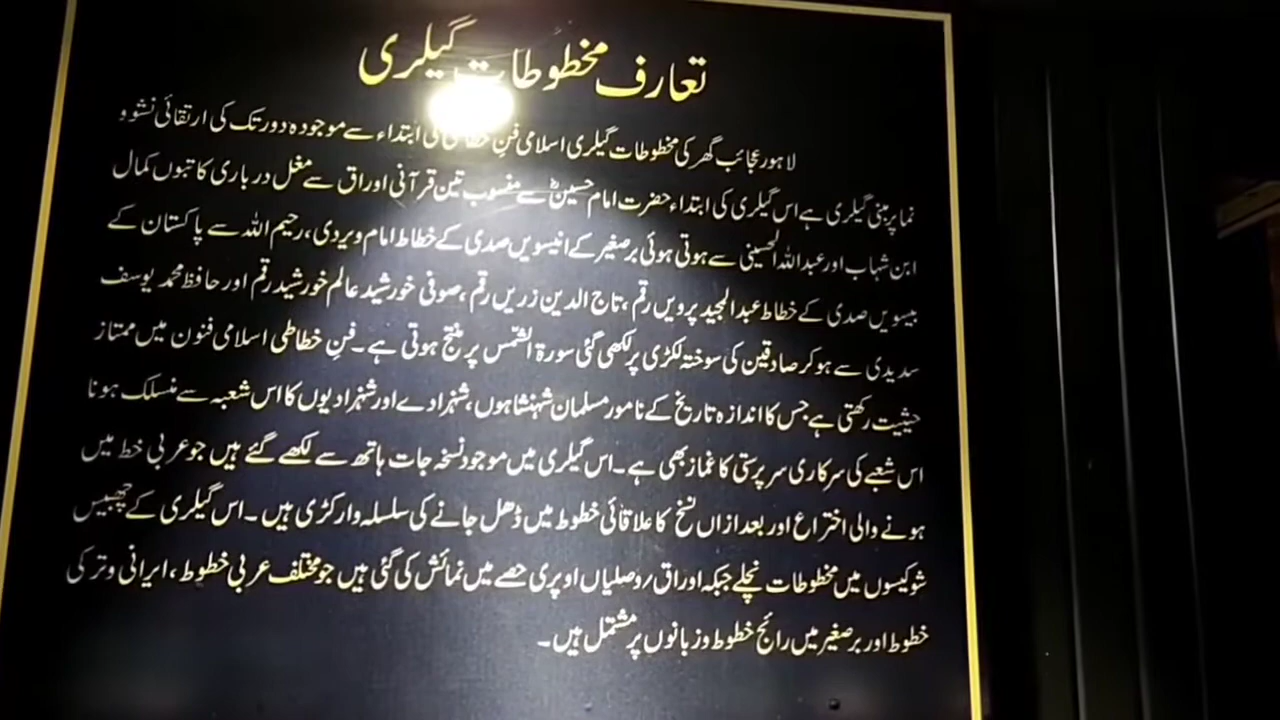 تعارف مخطوطات گیلری
لاہور عجائب گھر کی مخطوطات گیلری اسلامی فنِ خطاطی کی ابتداء سے موجودہ دور تک کی ارتقائی نشوو
نما پر مبنی گیلری ہے اس گیلری کی ابتداء حضرت امام حسینؓ سے منسوب تین قرآنی اوراق سے مغل درباری کاتبوں کمال
ابن شہاب اور عبداللہ الحسینی سے ہوتی ہوئی برصغیر کے انیسویں صدی کے خطاط امام ویردی، رحیم اللہ سے پاکستان کے
بیسویں صدی کے خطاط عبدالمجید پرویں رقم، تاج الدین زریں رقم، صوفی خورشید عالم خورشید رقم اور حافظ محمد یوسف
سدیدی سے ہو کر صادقین کی سوختہ لکڑی پر لکھی گئی سورۃ الشمس پر منتج ہوتی ہے۔ فنِ خطاطی اسلامی فنون میں ممتاز
حیثیت رکھتی ہے جس کا اندازہ تاریخ کے نامور مسلمان شہنشاہوں، شہزادے اور شہزادیوں کا اس شعبہ سے منسلک ہونا
اس شعبے کی سرکاری سرپرستی کا غماز بھی ہے۔ اس گیلری میں موجود نسخہ جات ہاتھ سے لکھے گئے ہیں جو عربی خط میں
ہونے والی اختراع اور بعد ازاں نسخ کا علاقائی خطوط میں ڈھل جانے کی سلسلہ وار کڑی ہیں۔ اس گیلری کے چھبیس
شوکیسوں میں مخطوطات نچلے جبکہ اوراق/وصلیاں اوپری حصے میں نمائش کی گئی ہیں جو مختلف عربی خطوط، ایرانی و ترکی
خطوط اور برصغیر میں رائج خطوط و زبانوں پر مشتمل ہیں۔